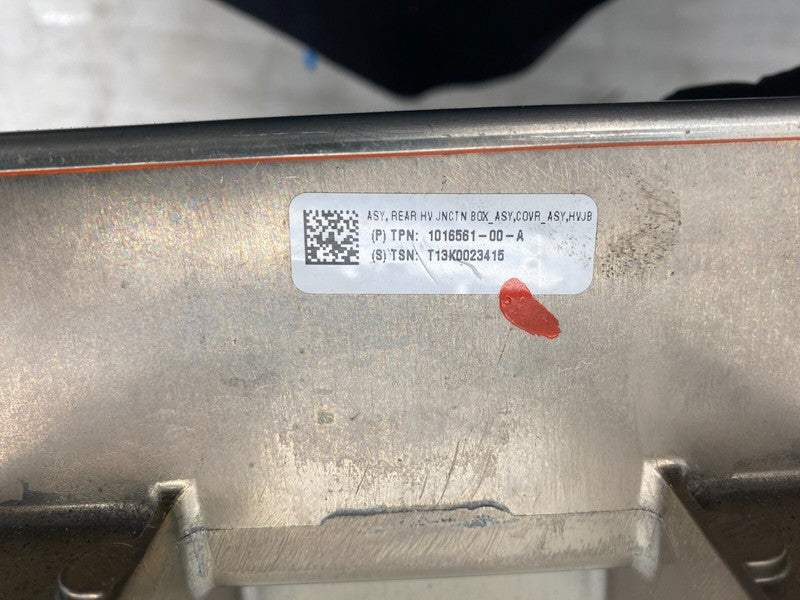 ASY, REAR HV JNCTN BOX_ASY,COVR_ASY,HVJB
(P) TPN: 1016561-00-A
(S) TSN: T13K0023415